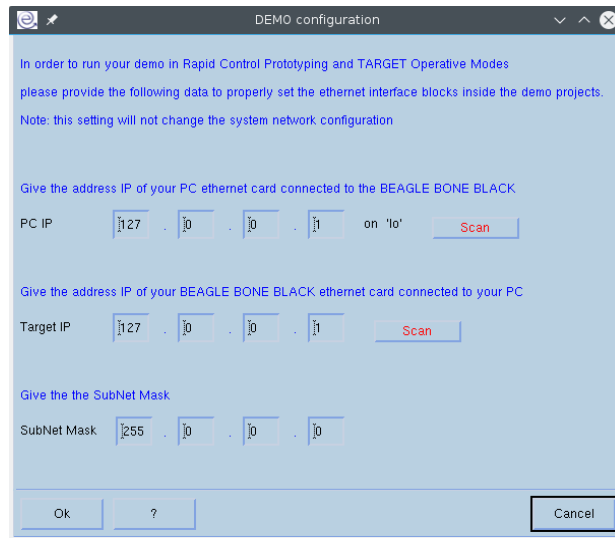 DEMO configuration
In order to run your demo in Rapid Control Prototyping and TARGET Operative Modes
please provide the following data to properly set the ethernet interface blocks inside the demo projects.
Note: this setting will not change the system network configuration
Give the address IP of your PC ethernet card connected to the BEAGLE BONE BLACK
PC IP 127 . 0 . 0 . 1 on 'lo' Scan
Give the address IP of your BEAGLE BONE BLACK ethernet card connected to your PC
Target IP 127 . 0 . 0 . 1 Scan
Give the the SubNet Mask
SubNet Mask 255 . 0 . 0 . 0
Ok ? Cancel